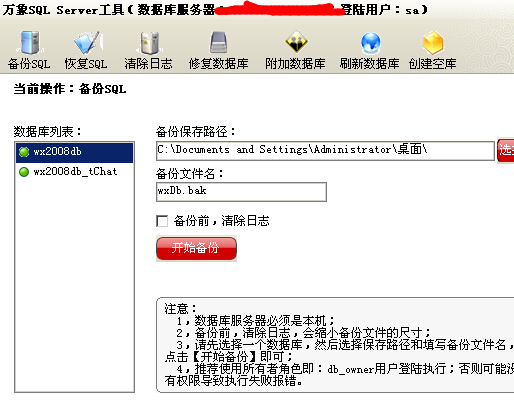 万象SQL Server工具(数据库服务器: 登陆用户:sa)
备份SQL 恢复SQL 清除日志 修复数据库 附加数据库 刷新数据库 创建空库
当前操作:备份SQL
数据库列表:
wx2008db
wx2008db_tChat
备份保存路径:
C:\Documents and Settings\Administrator\桌面\
备份文件名:
wxDb.bak
备份前,清除日志
开始备份
注意:
1,数据库服务器必须是本机;
2,备份前,清除日志,会缩小备份文件的尺寸;
3,请先选择一个数据库,然后选择保存路径和填写备份文件名,
点击【开始备份】即可;
4,推荐使用所有者角色即:db_owner用户登陆执行;否则可能没
有权限导致执行失败报错。